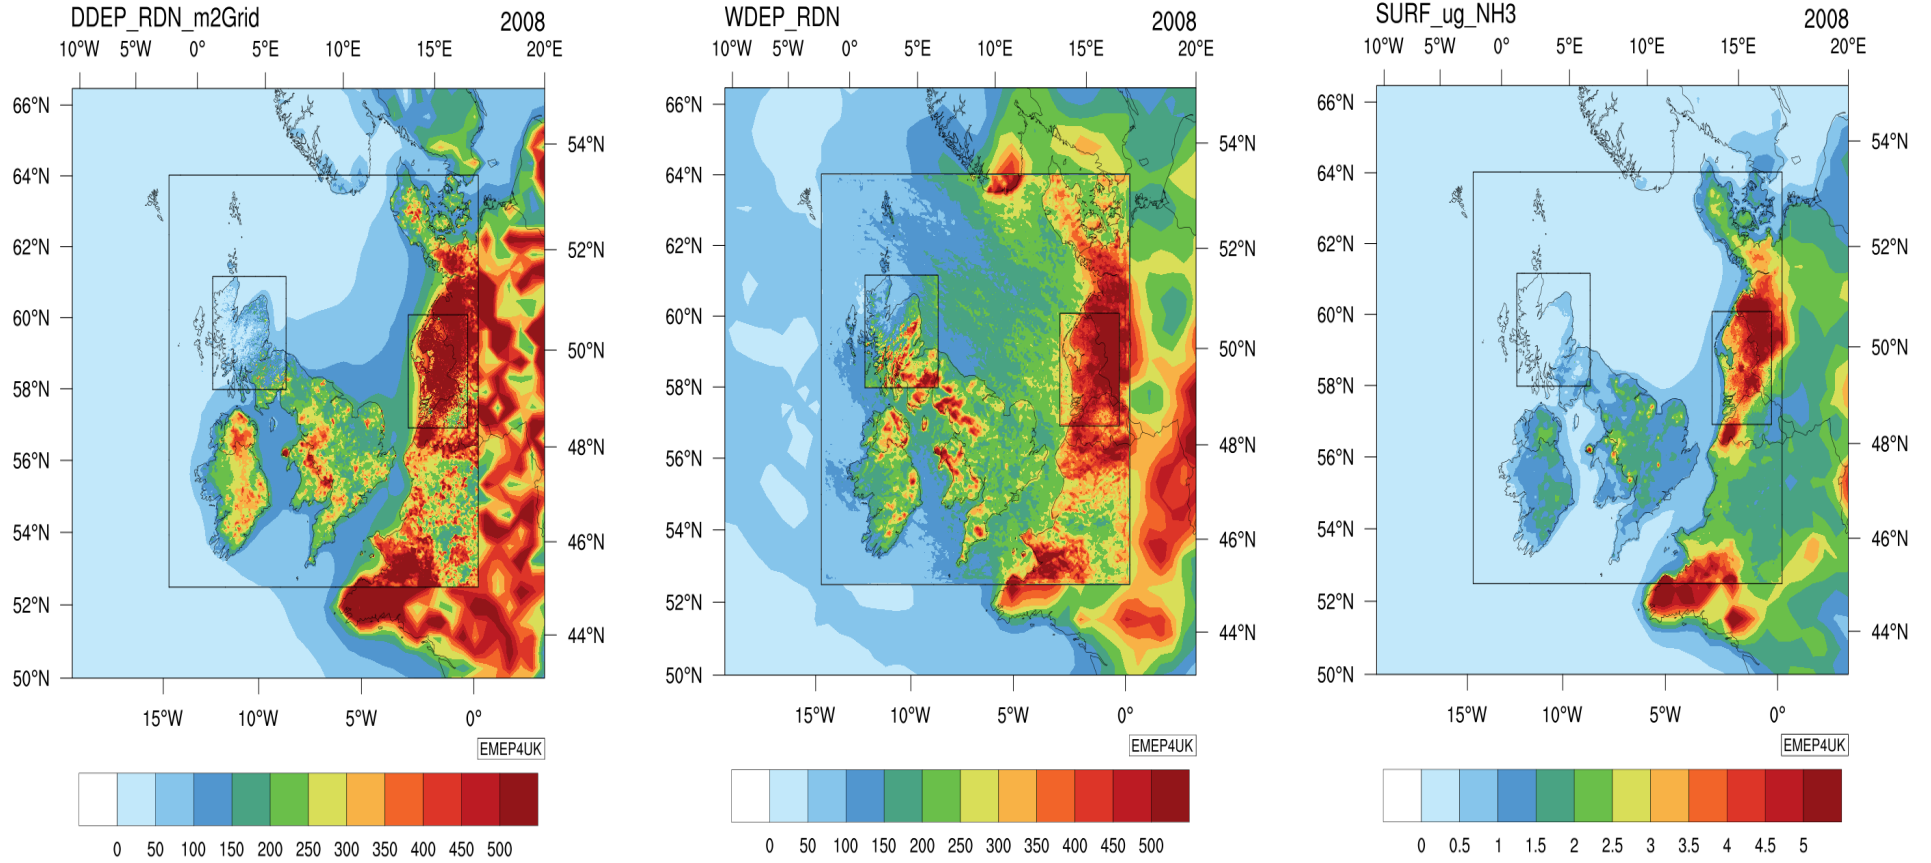 DDEP_RDN_m2Grid 2008
10°W 5°W 0° 5°E 10°E 15°E 20°E
66°N
64°N
62°N
60°N
58°N
56°N
54°N
52°N
50°N
54°N
52°N
50°N
48°N
46°N
44°N
15°W 10°W 5°W 0°
EMEP4UK
0 50 100 150 200 250 300 350 400 450 500
WDEP_RDN 2008
10°W 5°W 0° 5°E 10°E 15°E 20°E
66°N
64°N
62°N
60°N
58°N
56°N
54°N
52°N
50°N
54°N
52°N
50°N
48°N
46°N
44°N
15°W 10°W 5°W 0°
EMEP4UK
0 50 100 150 200 250 300 350 400 450 500
SURF_ug_NH3 2008
10°W 5°W 0° 5°E 10°E 15°E 20°E
66°N
64°N
62°N
60°N
58°N
56°N
54°N
52°N
50°N
54°N
52°N
50°N
48°N
46°N
44°N
15°W 10°W 5°W 0°
EMEP4UK
0 0.5 1 1.5 2 2.5 3 3.5 4 4.5 5